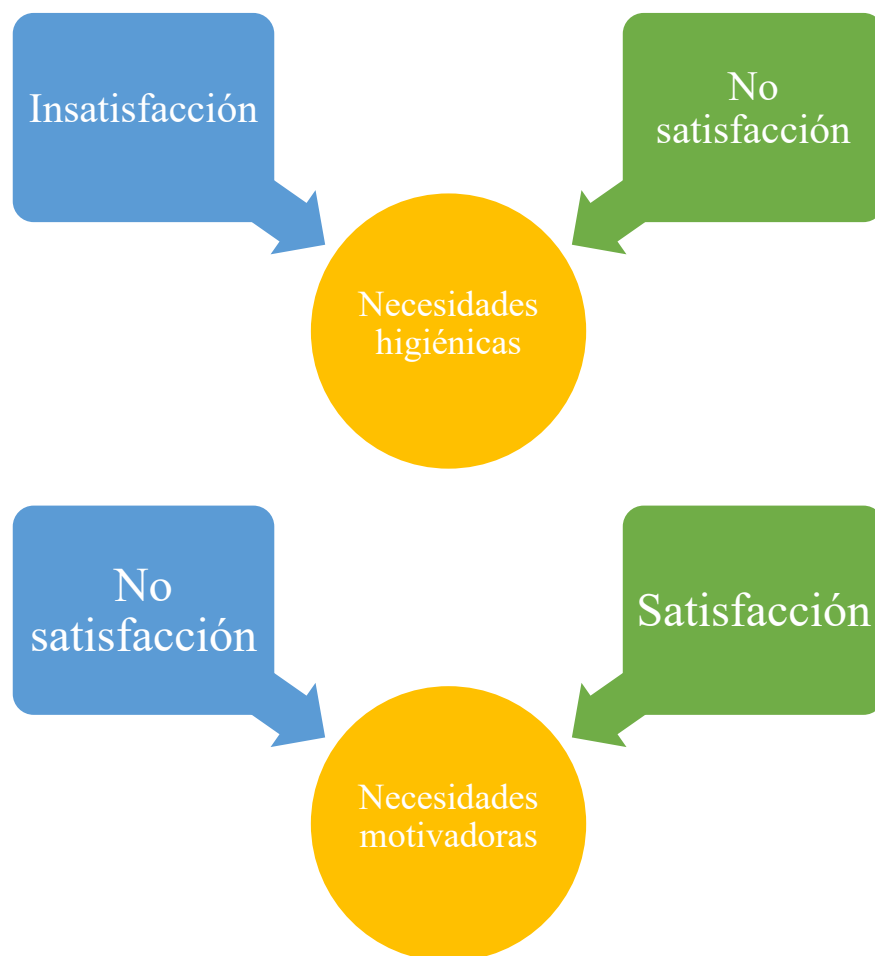 Insatisfacción
No
satisfacción
Necesidades
higiénicas
No
satisfacción
Satisfacción
Necesidades
motivadoras